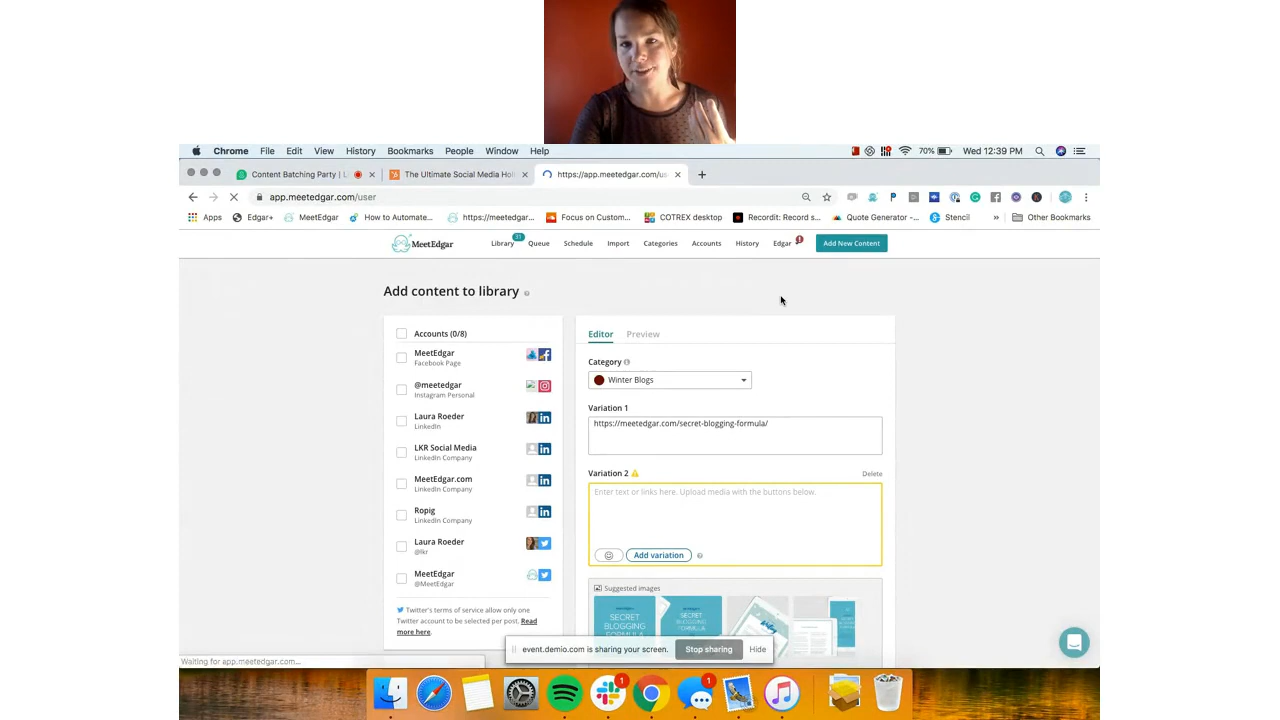 Chrome File Edit View History Bookmarks People Window Help 70% Wed 12:39 PM
Content Batching Party | L The Ultimate Social Media Holi https://app.meetedgar.com/us
app.meetedgar.com/user
Apps Edgar+ MeetEdgar How to Automate... https://meetedgar... Focus on Custom... COTREX desktop Recordit: Record s... Quote Generator -... Stencil » Other Bookmarks
MeetEdgar Library 31 Queue Schedule Import Categories Accounts History Edgar Add New Content
Add content to library
Accounts (0/8)
MeetEdgar
Facebook Page
@meetedgar
Instagram Personal
Laura Roeder
LinkedIn
LKR Social Media
LinkedIn Company
MeetEdgar.com
LinkedIn Company
Ropig
LinkedIn Company
Laura Roeder
@lkr
MeetEdgar
@MeetEdgar
Twitter's terms of service allow only one
Twitter account to be selected per post. Read
more here.
Editor Preview
Category
Winter Blogs
Variation 1
https://meetedgar.com/secret-blogging-formula/
Variation 2 Delete
Enter text or links here. Upload media with the buttons below.
Add variation
Suggested images
SECRET
BLOGGING
FORMULA
SECRET
BLOGGING
FORMULA
event.demio.com is sharing your screen. Stop sharing Hide
Waiting for app.meetedgar.com...
1
1